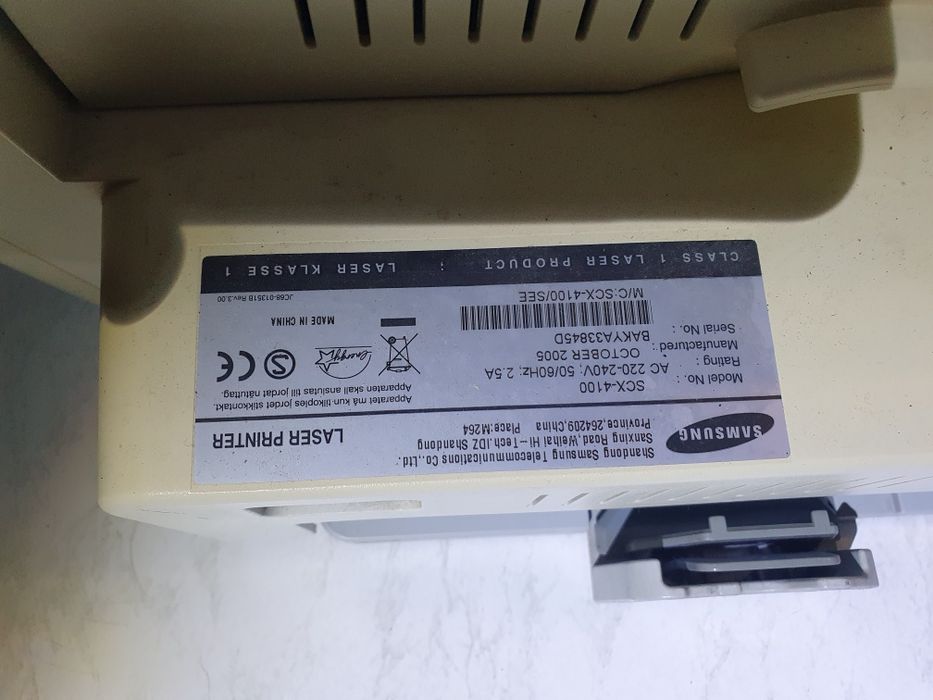 SAMSUNG
Shandong Samsung Telecommunications Co.,Ltd.
Sanxing Road,Weihai Hi-Tech IDZ Shandong
Province,264209,China Place:M264
LASER PRINTER
Model No. : SCX-4100
Rating : AC 220-240V; 50/60Hz; 2.5A
Manufactured : OCTOBER 2005
Serial No. : BAKYA33845D
M/C:SCX-4100/SEE
Apparatet må kun tilkoples jordet stikkontakt.
Apparaten skall anslutas till jordat nätuttag.
energy
S
CE
MADE IN CHINA
JC68-01351B Rev.3.00
CLASS 1 LASER PRODUCT ; LASER KLASSE 1